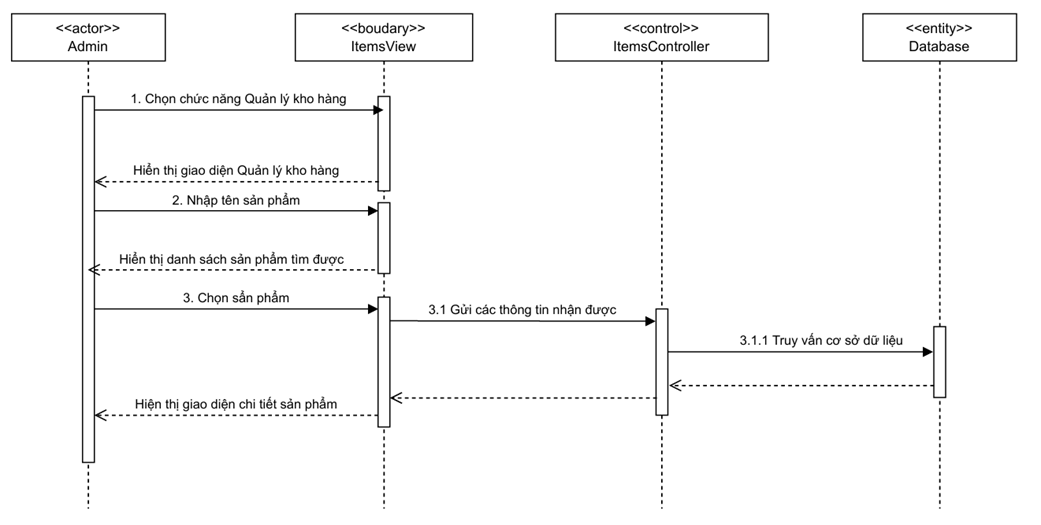 <<actor>>
Admin
<<boudary>>
ItemsView
<<control>>
ItemsController
<<entity>>
Database
1. Chọn chức năng Quản lý kho hàng
Hiển thị giao diện Quản lý kho hàng
2. Nhập tên sản phẩm
Hiển thị danh sách sản phẩm tìm được
3. Chọn sẩn phẩm
3.1 Gửi các thông tin nhận được
3.1.1 Truy vấn cơ sở dữ liệu
Hiện thị giao diện chi tiết sản phẩm